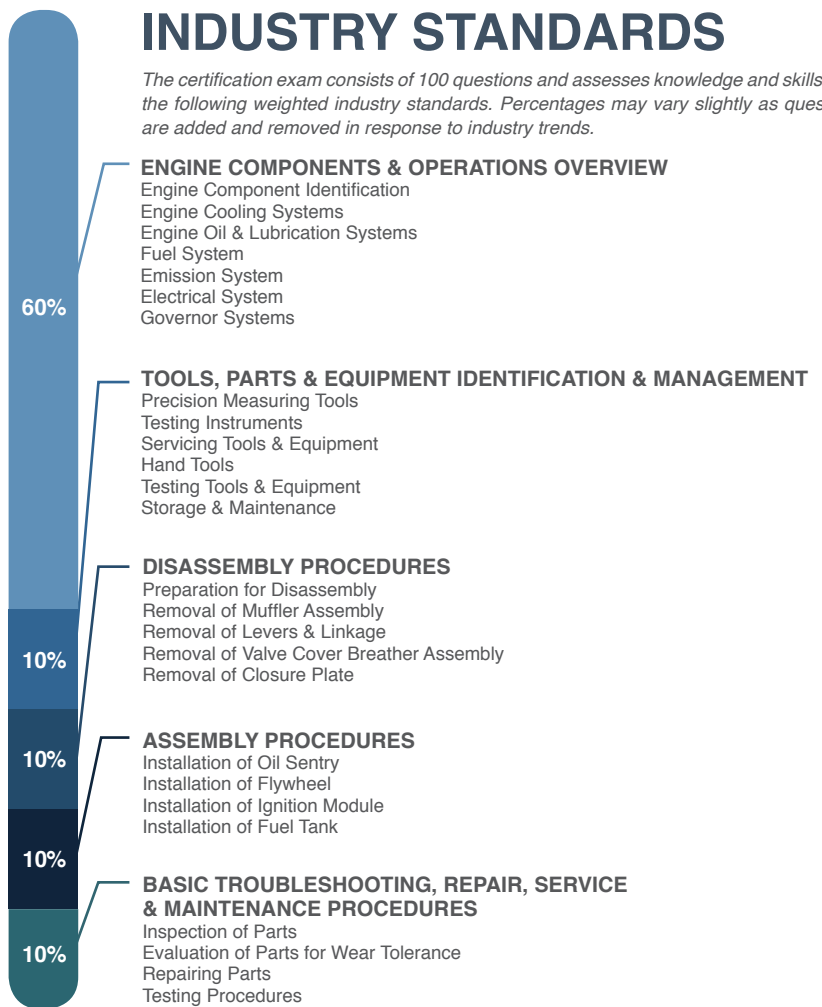 INDUSTRY STANDARDS
The certification exam consists of 100 questions and assesses knowledge and skills
the following weighted industry standards. Percentages may vary slightly as ques
are added and removed in response to industry trends.
ENGINE COMPONENTS & OPERATIONS OVERVIEW
Engine Component Identification
Engine Cooling Systems
Engine Oil & Lubrication Systems
Fuel System
Emission System
Electrical System
Governor Systems
60%
TOOLS, PARTS & EQUIPMENT IDENTIFICATION & MANAGEMENT
Precision Measuring Tools
Testing Instruments
Servicing Tools & Equipment
Hand Tools
Testing Tools & Equipment
Storage & Maintenance
10%
DISASSEMBLY PROCEDURES
Preparation for Disassembly
Removal of Muffler Assembly
Removal of Levers & Linkage
Removal of Valve Cover Breather Assembly
Removal of Closure Plate
10%
ASSEMBLY PROCEDURES
Installation of Oil Sentry
Installation of Flywheel
Installation of Ignition Module
Installation of Fuel Tank
10%
BASIC TROUBLESHOOTING, REPAIR, SERVICE
& MAINTENANCE PROCEDURES
Inspection of Parts
Evaluation of Parts for Wear Tolerance
Repairing Parts
Testing Procedures
10%